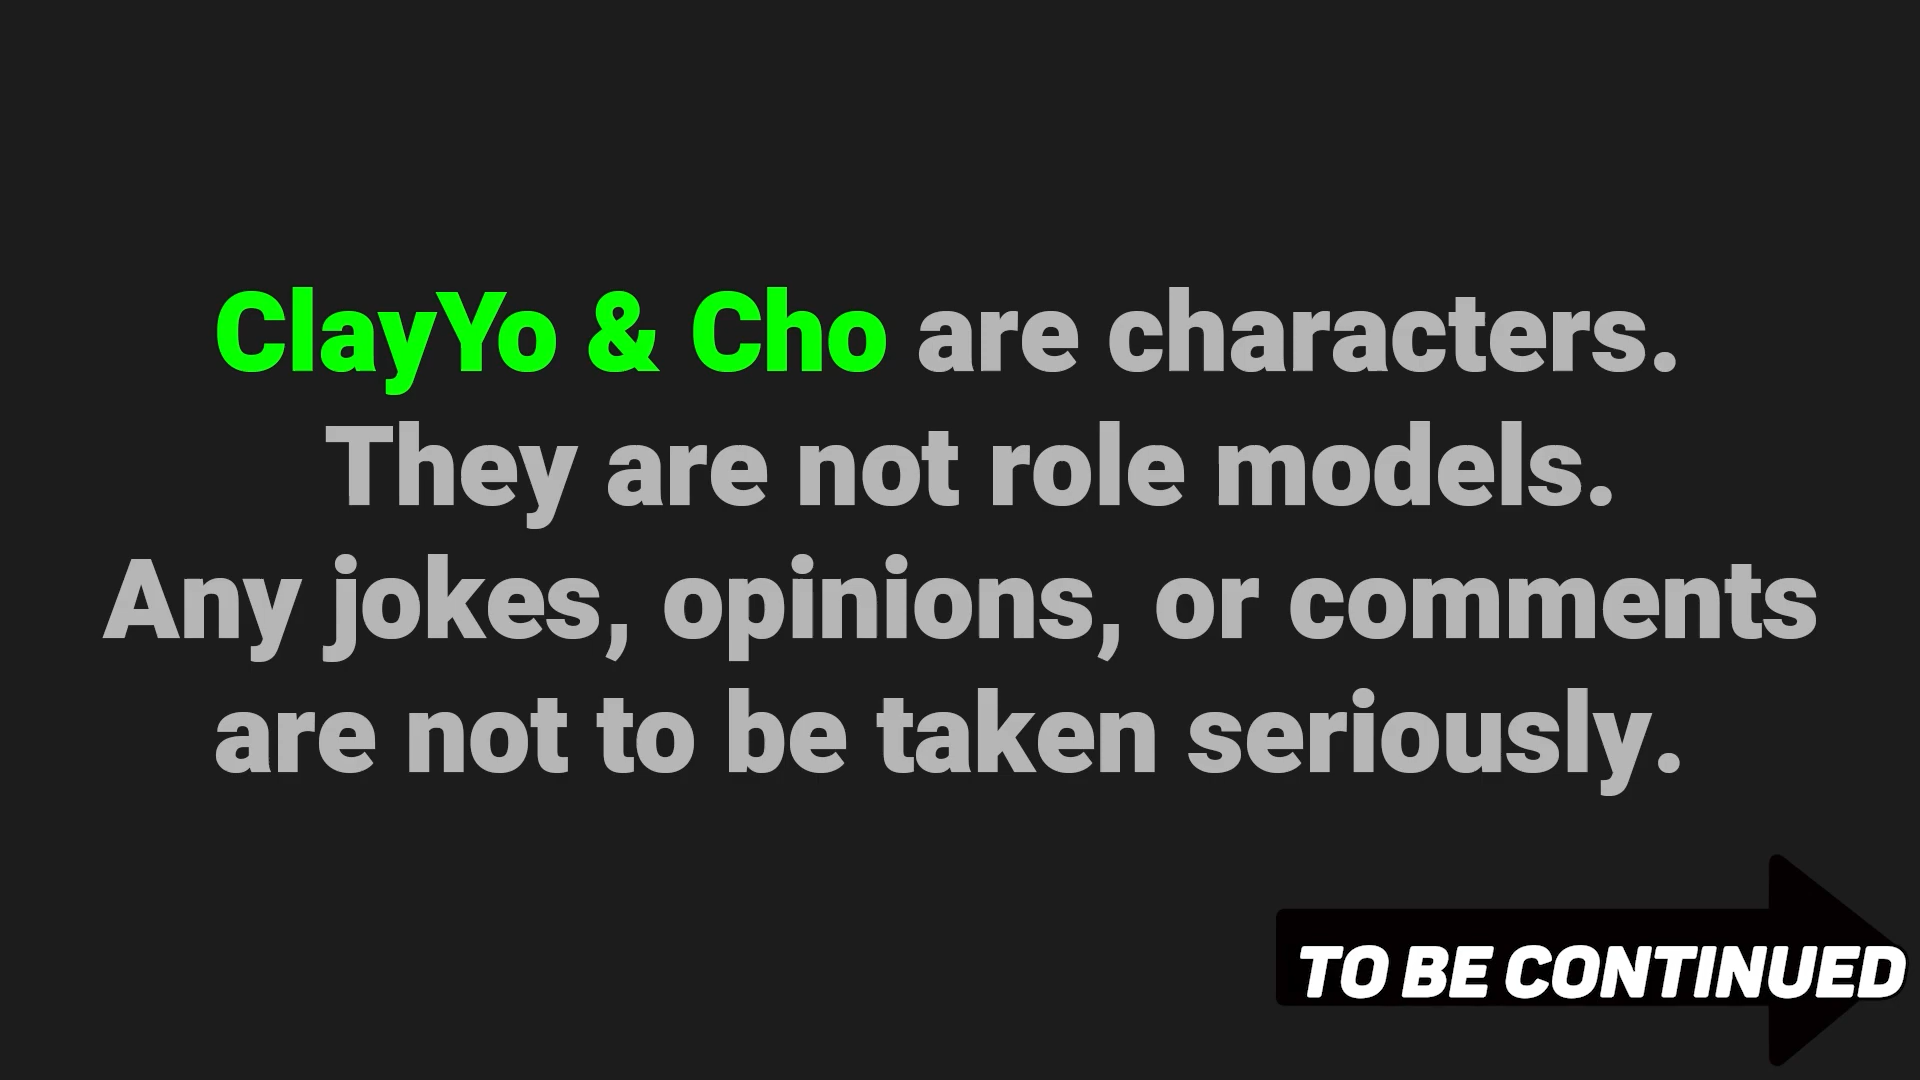 ClayYo & Cho are characters.
They are not role models.
Any jokes, opinions, or comments
are not to be taken seriously.
TO BE CONTINUED